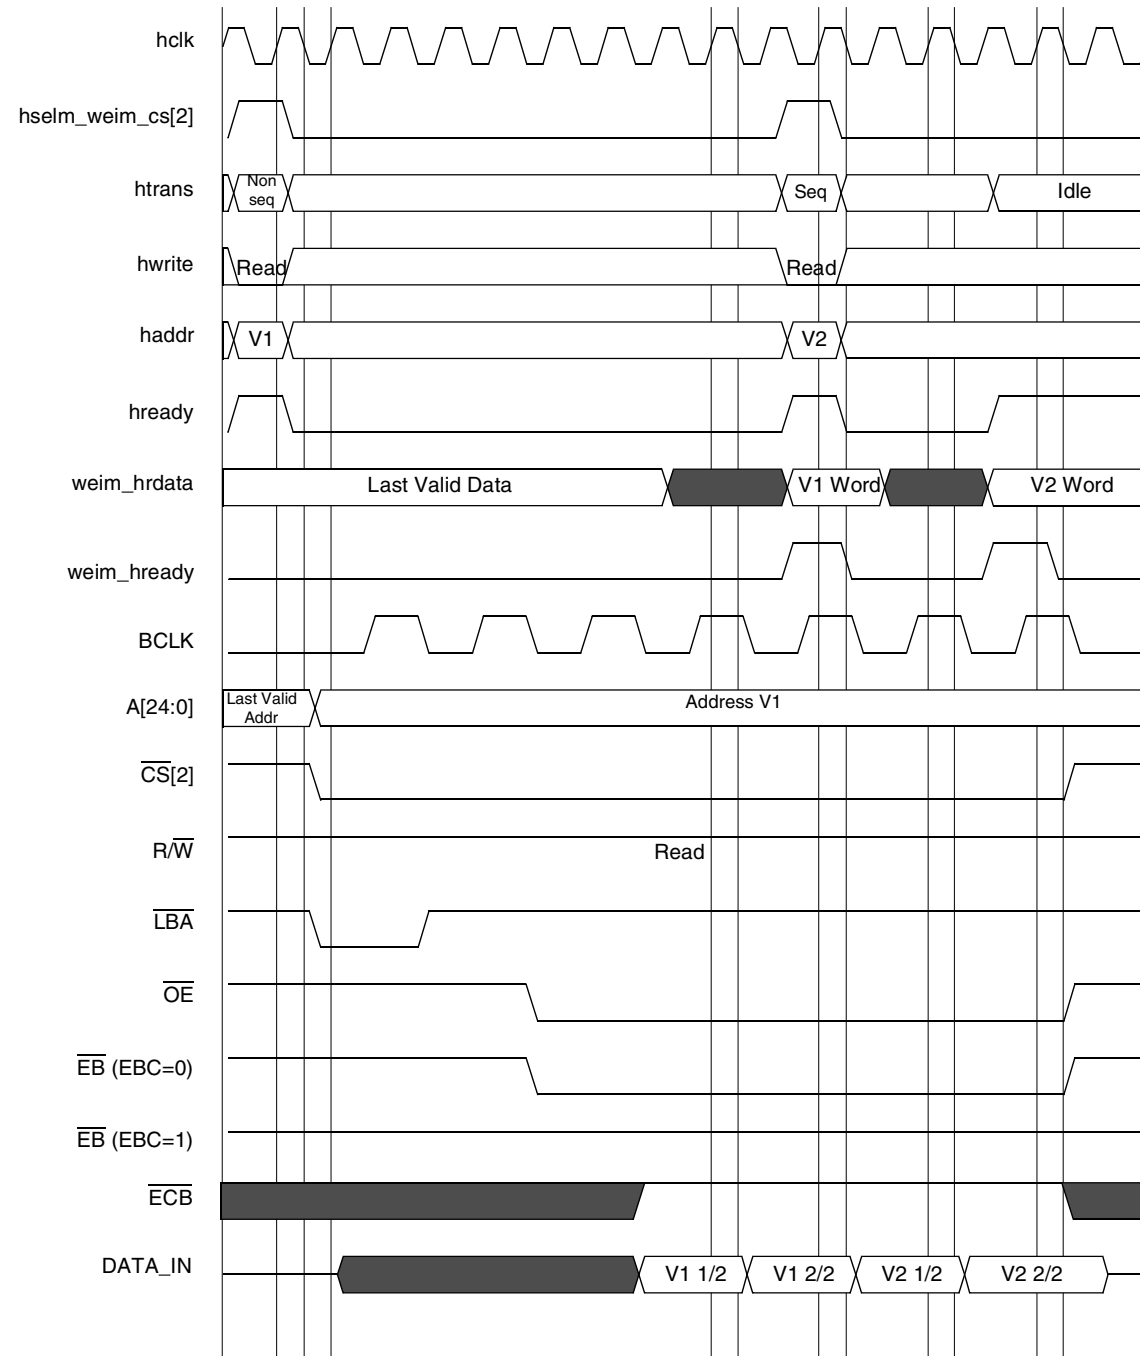 hclk
hselm_weim_cs[2]
htrans
Non
seq
Seq
Idle
hwrite
Read
Read
haddr
V1
V2
hready
weim_hrdata
Last Valid Data
V1 Word
V2 Word
weim_hready
BCLK
A[24:0]
Last Valid
Addr
Address V1
CS[2]
R/W
Read
LBA
OE
EB (EBC=0)
EB (EBC=1)
ECB
DATA_IN
V1 1/2
V1 2/2
V2 1/2
V2 2/2